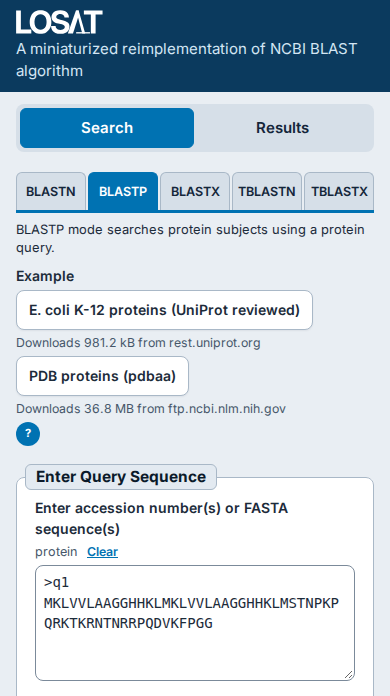 LOSAT
A miniaturized reimplementation of NCBI BLAST
algorithm
Search
Results
BLASTN
BLASTP
BLASTX
TBLASTN
TBLASTX
BLASTP mode searches protein subjects using a protein
query.
Example
E. coli K-12 proteins (UniProt reviewed)
Downloads 981.2 kB from rest.uniprot.org
PDB proteins (pdbaa)
Downloads 36.8 MB from ftp.ncbi.nlm.nih.gov
?
Enter Query Sequence
Enter accession number(s) or FASTA
sequence(s)
protein Clear
>q1
MKLVVLAAGGHHKLMKLVVLAAGGHHKLMSTNPKP
QRKTKRNTNRRPQDVKFPGG